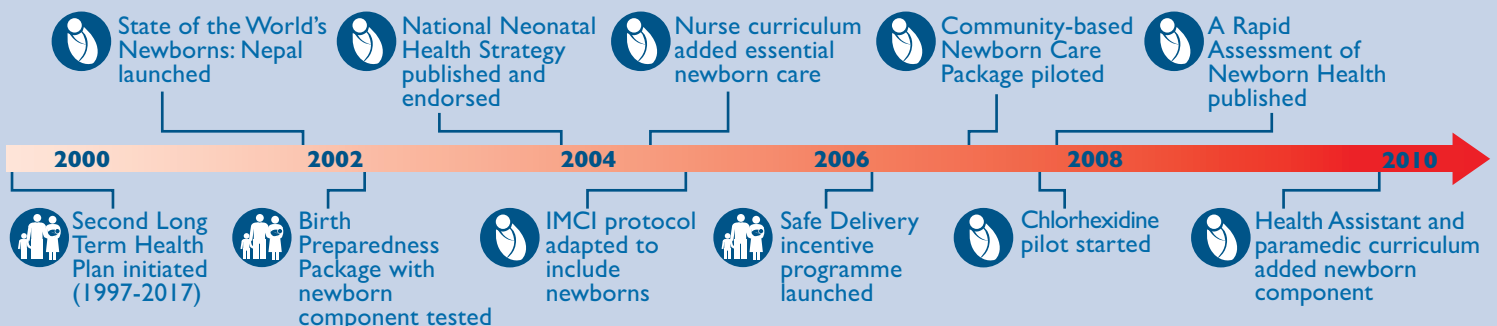 State of the World's
Newborns: Nepal
launched
National Neonatal
Health Strategy
published and
endorsed
Nurse curriculum
added essential
newborn care
Community-based
Newborn Care
Package piloted
A Rapid
Assessment of
Newborn Health
published
2000
2002
2004
2006
2008
2010
Second Long
Term Health
Plan initiated
(1997-2017)
Birth
Preparedness
Package with
newborn
component tested
IMCI protocol
adapted to
include
newborns
Safe Delivery
incentive
programme
launched
Chlorhexidine
pilot started
Health Assistant and
paramedic curriculum
added newborn
component